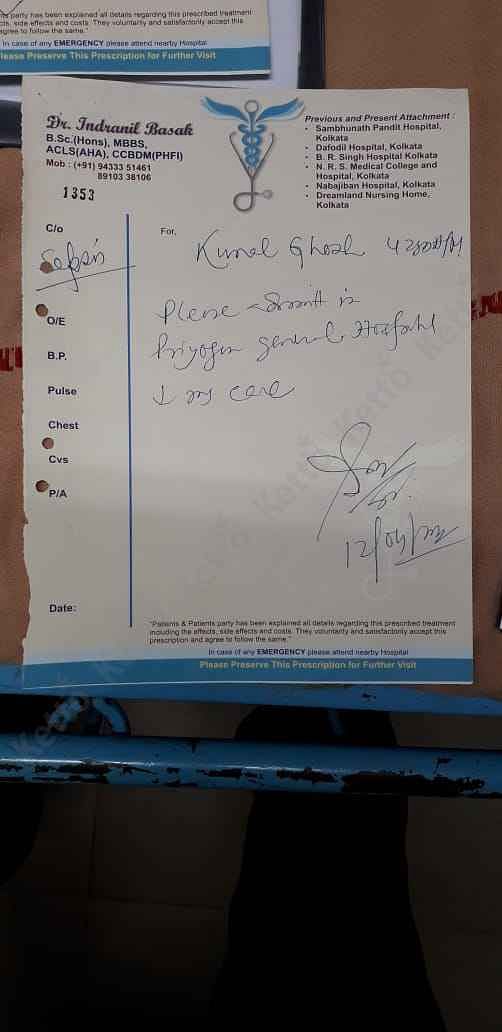 party has been explained all details regarding this prescribed treatment
side effects and costs. They voluntarily and satisfactorily accept this
agree to follow the same."
In case of any EMERGENCY please attend nearby Hospital
Please Preserve This Prescription for Further Visit
Dr. Indranil Basak
B.Sc.(Hons), MBBS,
ACLS(AHA), CCBDM(PHFI)
Mob : (+91) 94333 51461
89103 38106
1353
Previous and Present Attachment :
• Sambhunath Pandit Hospital,
Kolkata
• Dafodil Hospital, Kolkata
• B. R. Singh Hospital Kolkata
• N. R. S. Medical College and
Hospital, Kolkata
• Nabajiban Hospital, Kolkata
• Dreamland Nursing Home,
Kolkata
C/o
Sepsis
O/E
B.P.
Pulse
Chest
Cvs
P/A
Date:
For,
Kunal Ghosh
Please admit in
general Hospital
↓ my care
"Patients & Patients party has been explained all details regarding this prescribed treatment
including the effects, side effects and costs. They voluntarily and satisfactorily accept this
prescription and agree to follow the same."
In case of any EMERGENCY please attend nearby Hospital
Please Preserve This Prescription for Further Visit
Ketto